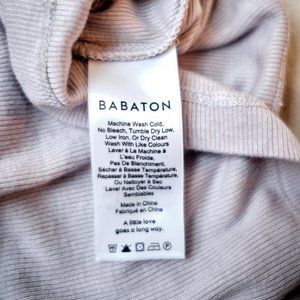 BABATON
Machine Wash Cold,
No Bleach, Tumble Dry Low,
Low Iron, Or Dry Clean
Wash With Like Colours
Laver à La Machine à
L'eau Froide,
Pas De Blanchiment,
Sécher à Basse Température,
Repasser à Basse Température,
Ou Nettoyer à Sec
Laver Avec Des Couleurs
Semblables
Made in China
Fabriqué en China
A little love
goes a long way.